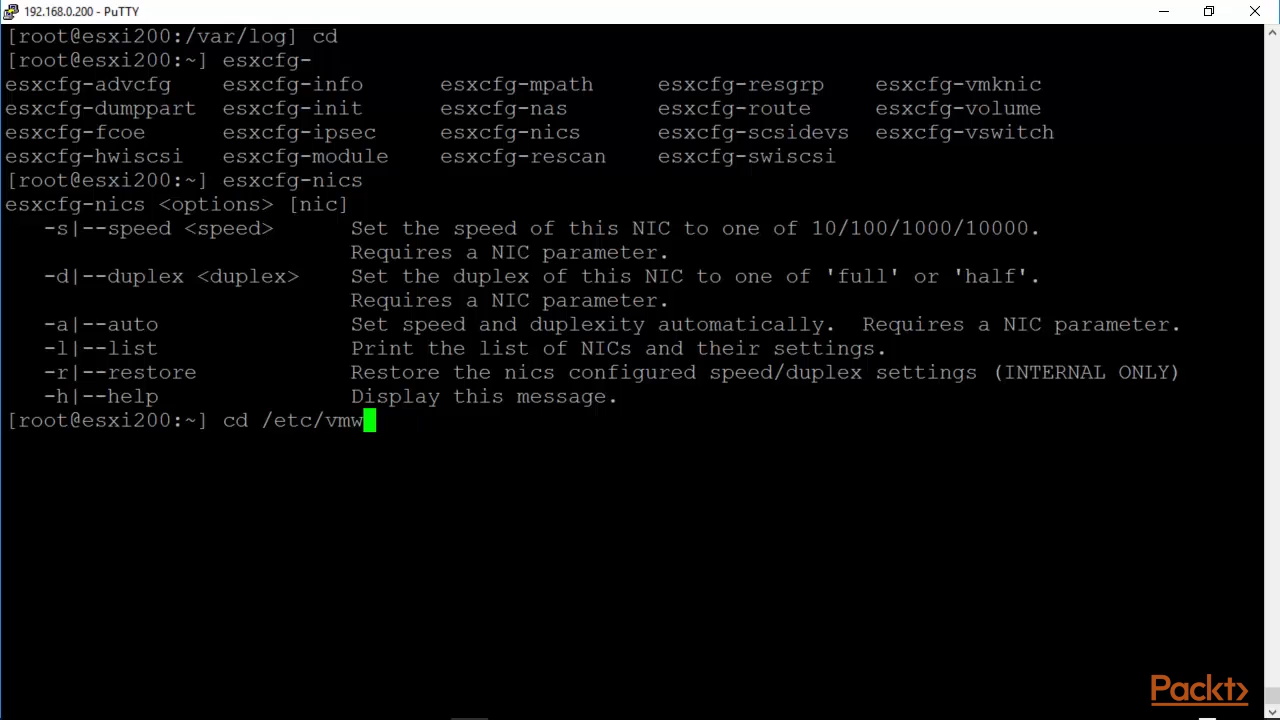 192.168.0.200 - PuTTY
[root@esxi200:/var/log] cd
[root@esxi200:~] esxcfg-
esxcfg-advcfg    esxcfg-info      esxcfg-mpath     esxcfg-resgrp    esxcfg-vmknic
esxcfg-dumppart  esxcfg-init      esxcfg-nas       esxcfg-route     esxcfg-volume
esxcfg-fcoe      esxcfg-ipsec     esxcfg-nics      esxcfg-scsidevs  esxcfg-vswitch
esxcfg-hwiscsi   esxcfg-module    esxcfg-rescan    esxcfg-swiscsi
[root@esxi200:~] esxcfg-nics
esxcfg-nics <options> [nic]
   -s|--speed <speed>      Set the speed of this NIC to one of 10/100/1000/10000.
                           Requires a NIC parameter.
   -d|--duplex <duplex>    Set the duplex of this NIC to one of 'full' or 'half'.
                           Requires a NIC parameter.
   -a|--auto               Set speed and duplexity automatically.  Requires a NIC parameter.
   -l|--list               Print the list of NICs and their settings.
   -r|--restore            Restore the nics configured speed/duplex settings (INTERNAL ONLY)
   -h|--help               Display this message.
[root@esxi200:~] cd /etc/vmw
Packt>